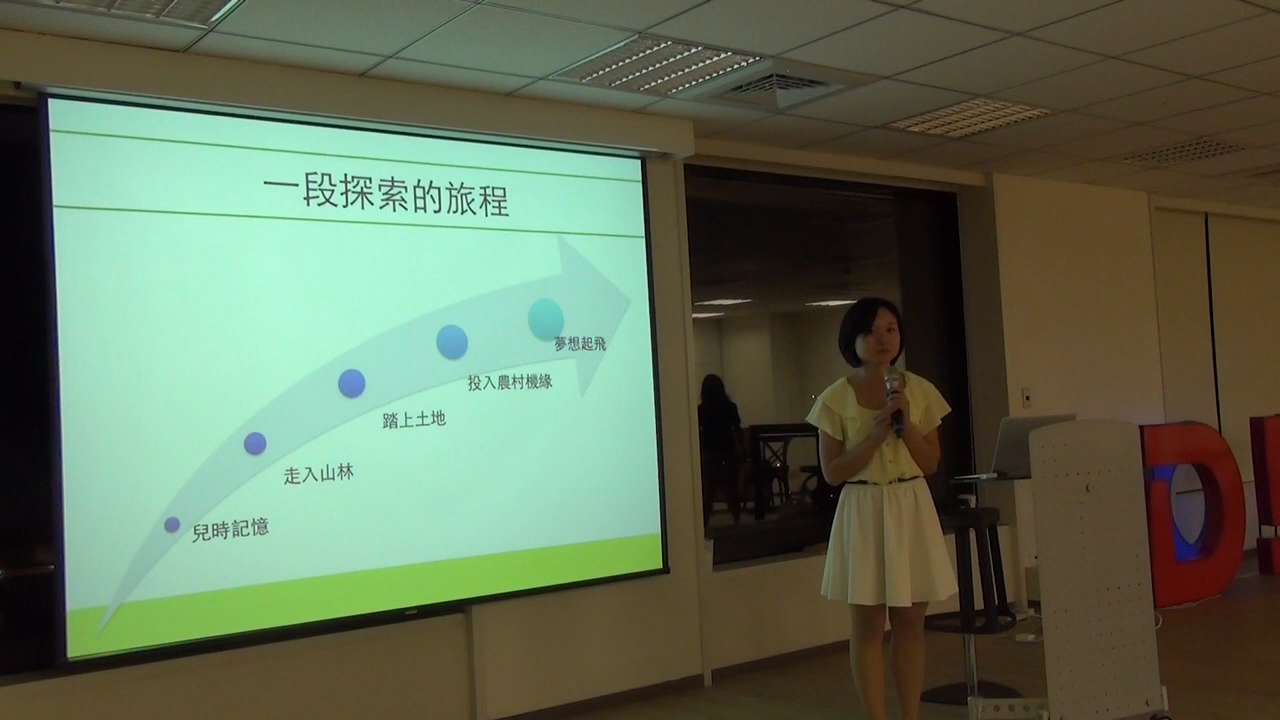 一段探索的旅程
夢想起飛
投入農村機緣
踏上土地
走入山林
兒時記憶
D